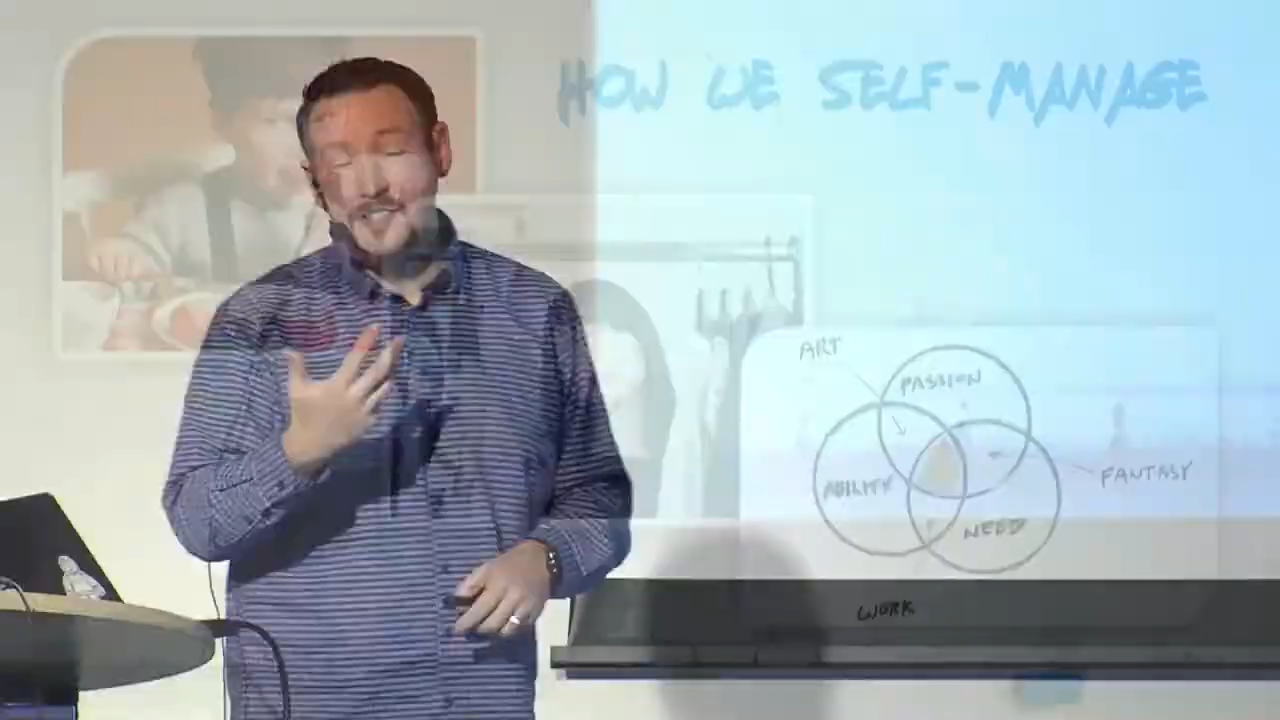 HOW WE SELF-MANAGE
ART
PASSION
ABILITY
FANTASY
NEED
WORK